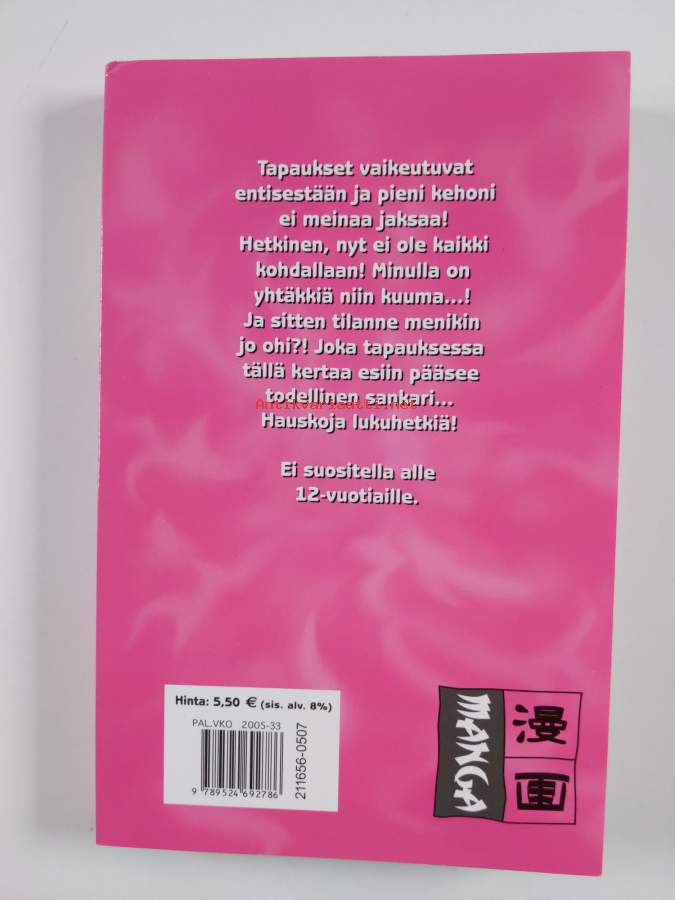 Tapaukset vaikeutuvat
entisestään ja pieni kehoni
ei meinaa jaksaa!
Hetkinen, nyt ei ole kaikki
kohdallaan! Minulla on
yhtäkkiä niin kuuma...!
Ja sitten tilanne menikin
jo ohi?! Joka tapauksessa
tällä kertaa esiin pääsee
todellinen sankari...
Antikvariaatti.net
Hauskoja lukuhetkiä!
Ei suositella alle
12-vuotiaille.
Hinta: 5,50 € (sis. alv. 8%)
PAL.VKO 2005-33
9 789524 692786
211656-0507
MANGA
漫画